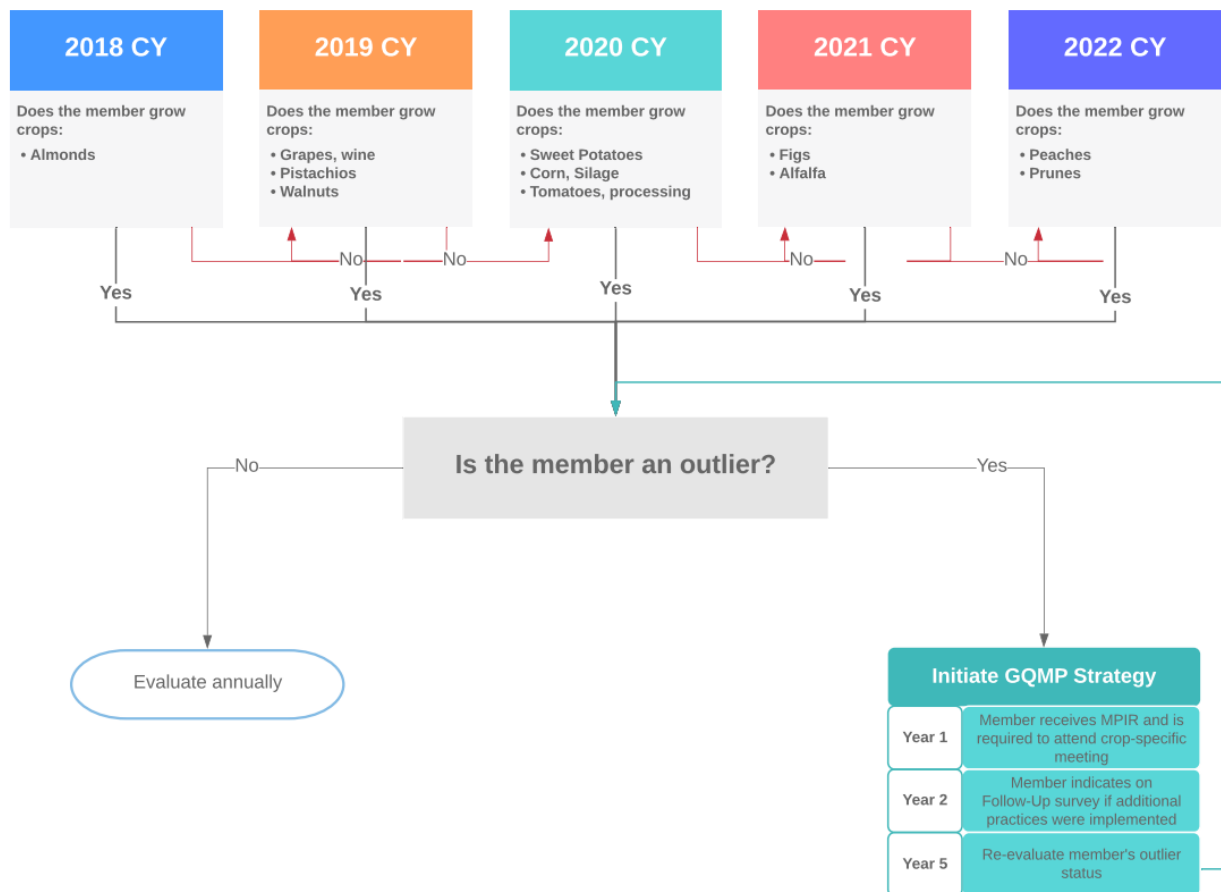 2018 CY
Does the member grow
crops:
• Almonds
2019 CY
Does the member grow
crops:
• Grapes, wine
• Pistachios
• Walnuts
2020 CY
Does the member grow
crops:
• Sweet Potatoes
• Corn, Silage
• Tomatoes, processing
2021 CY
Does the member grow
crops:
• Figs
• Alfalfa
2022 CY
Does the member grow
crops:
• Peaches
• Prunes
No
No
No
No
Yes
Yes
Yes
Yes
Yes
Is the member an outlier?
No
Yes
Evaluate annually
Initiate GQMP Strategy
Year 1
Member receives MPIR and is
required to attend crop-specific
meeting
Year 2
Member indicates on
Follow-Up survey if additional
practices were implemented
Year 5
Re-evaluate member's outlier
status